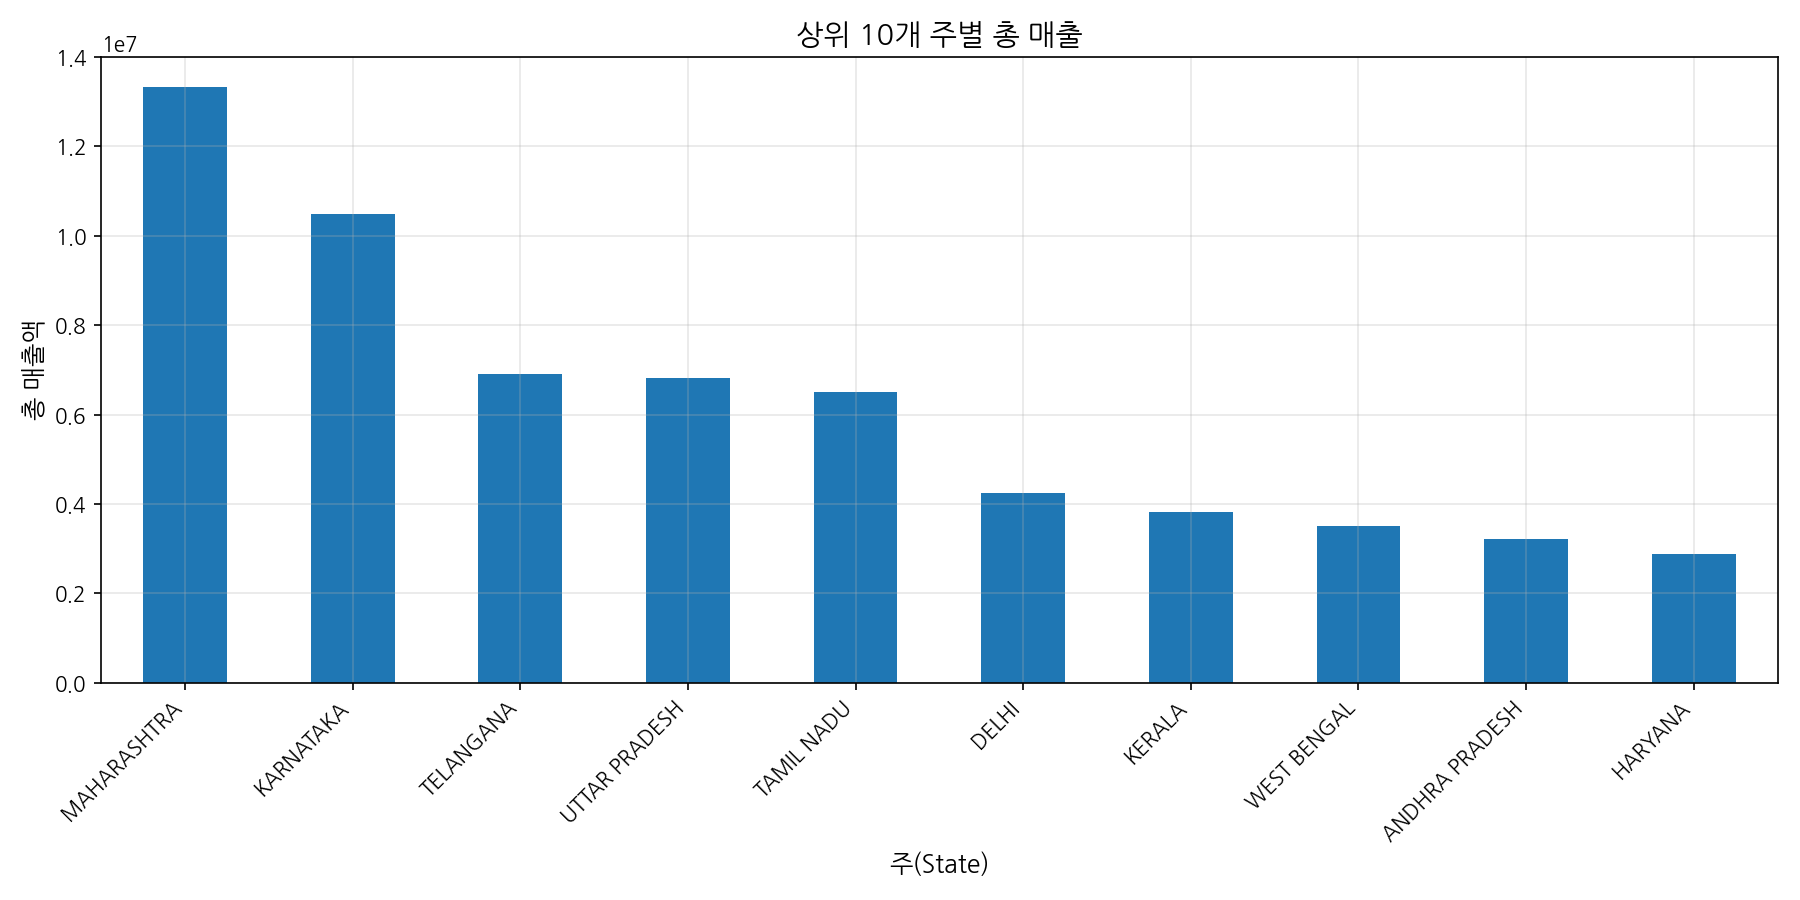 상위 10개 주별 총 매출
1e7
1.4
1.2
1.0
0.8
0.6
0.4
0.2
0.0
총 매출액
MAHARASHTRA
KARNATAKA
TELANGANA
UTTAR PRADESH
TAMIL NADU
DELHI
KERALA
WEST BENGAL
ANDHRA PRADESH
HARYANA
주(State)